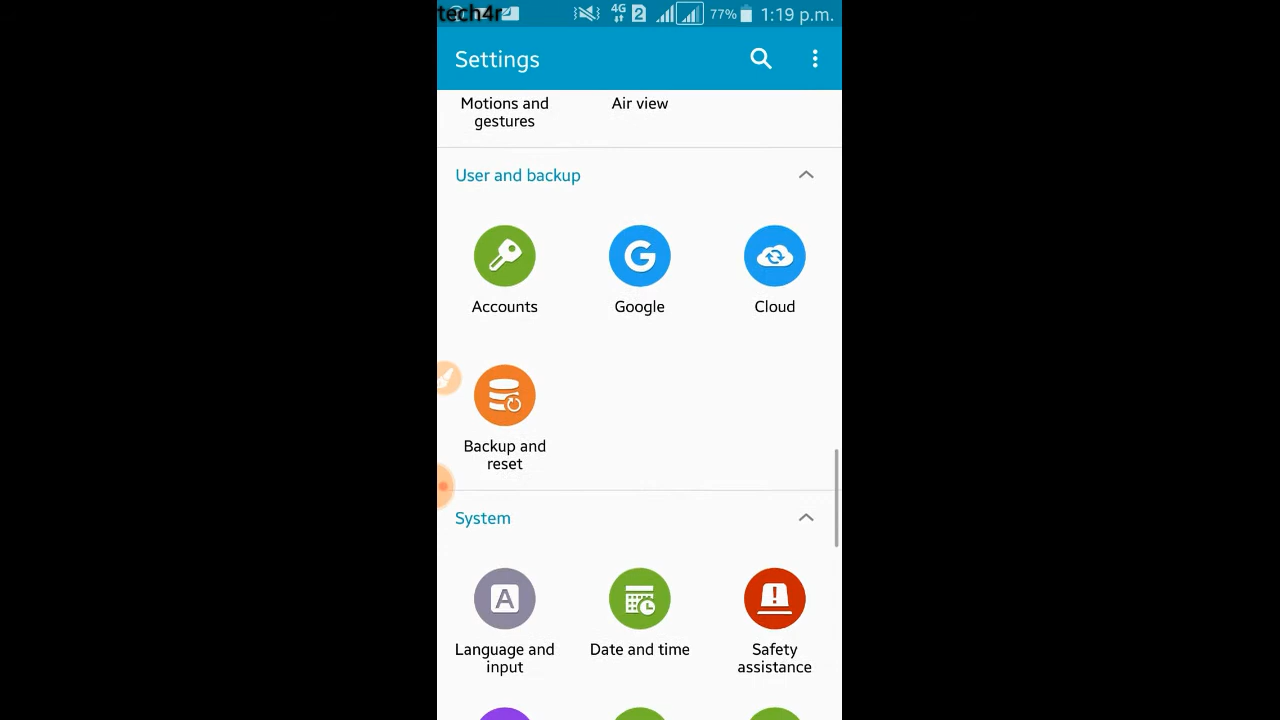 tech4r
4G 2 77% 1:19 p.m.
Settings
Motions and gestures
Air view
User and backup
Accounts
G
Google
Cloud
Backup and reset
System
A
Language and input
Date and time
Safety assistance